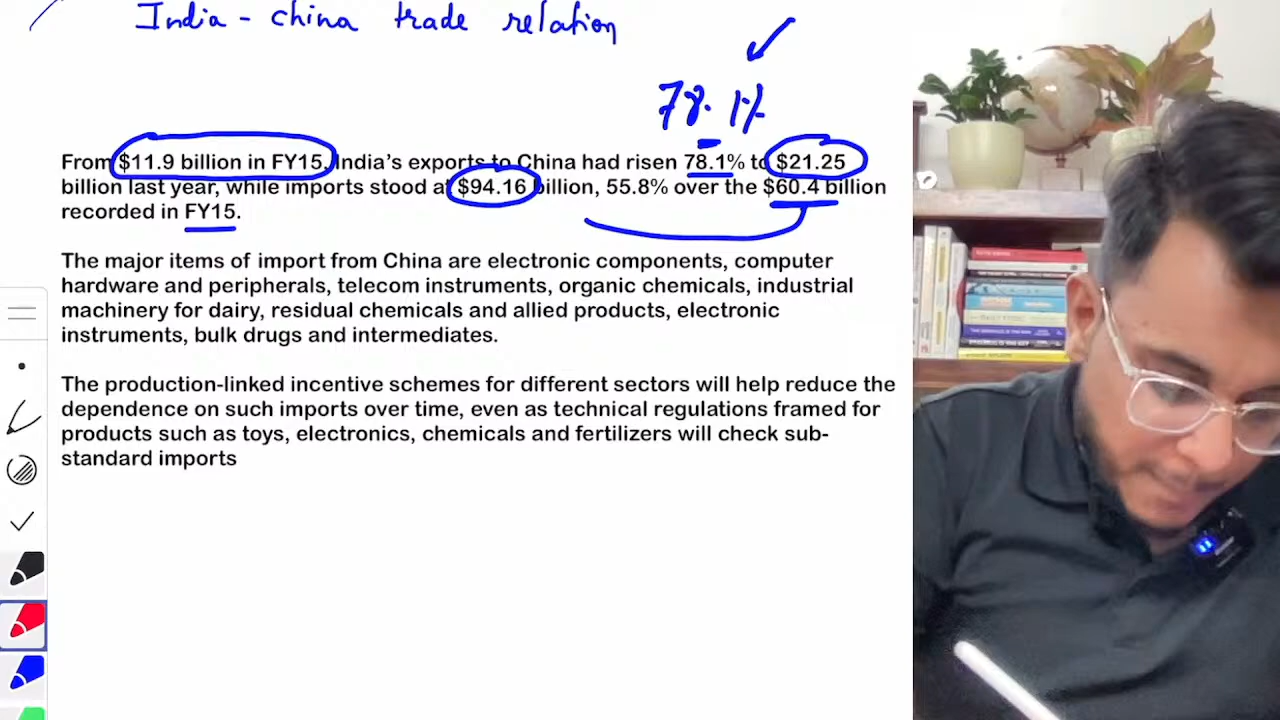 India - china trade relation
78.1%
From $11.9 billion in FY15, India's exports to China had risen 78.1% to $21.25
billion last year, while imports stood at $94.16 billion, 55.8% over the $60.4 billion
recorded in FY15.
The major items of import from China are electronic components, computer
hardware and peripherals, telecom instruments, organic chemicals, industrial
machinery for dairy, residual chemicals and allied products, electronic
instruments, bulk drugs and intermediates.
The production-linked incentive schemes for different sectors will help reduce the
dependence on such imports over time, even as technical regulations framed for
products such as toys, electronics, chemicals and fertilizers will check sub-
standard imports